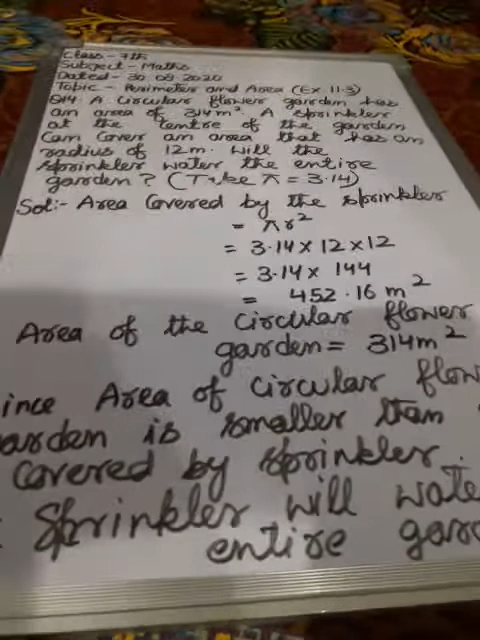 Class - 7th
Subject - Maths
Dated - 30.09.2020
Topic - Perimeter and Area (Ex. 11.3)
Q14 A circular flower garden has
an area of 314m². A sprinkler
at the centre of the garden
can cover an area that has an
radius of 12m. Will the
sprinkler water the entire
garden? (Take π = 3.14)
Sol:- Area Covered by the sprinkler
= πr²
= 3.14 × 12 × 12
= 3.14 × 144
= 452.16 m²
Area of the circular flower
garden = 314m²
ince Area of circular flow
arden is smaller than
covered by sprinkler.
Sprinkler will wate
entire gard